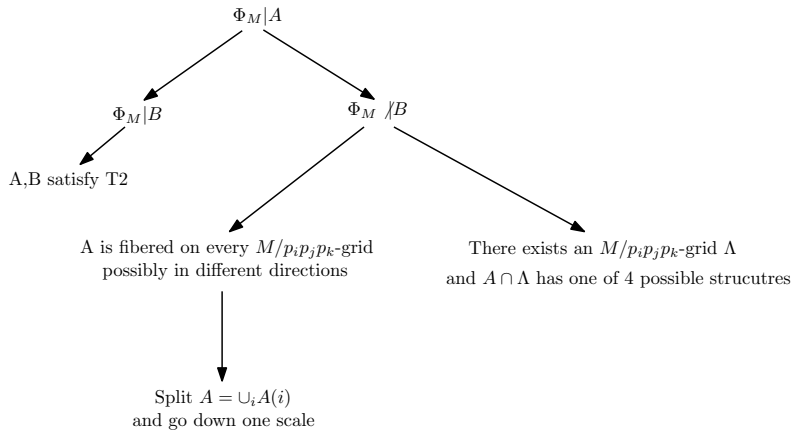 Φ_M|A
Φ_M|B
Φ_M ∤B
A,B satisfy T2
A is fibered on every M/p_ip_jp_k-grid
possibly in different directions
There exists an M/p_ip_jp_k-grid Λ
and A ∩ Λ has one of 4 possible strucutres
Split A = ∪_iA(i)
and go down one scale